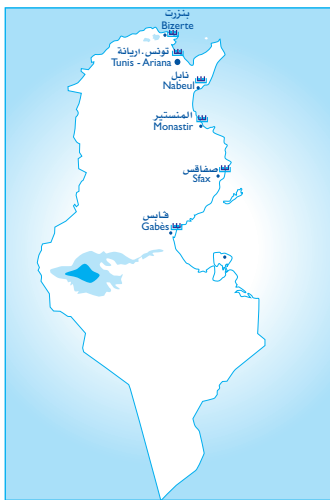 بنزرت
Bizerte
تونس.اريانة
Tunis - Ariana
نابل
Nabeul
المنستير
Monastir
صفاقس
Sfax
قابس
Gabès